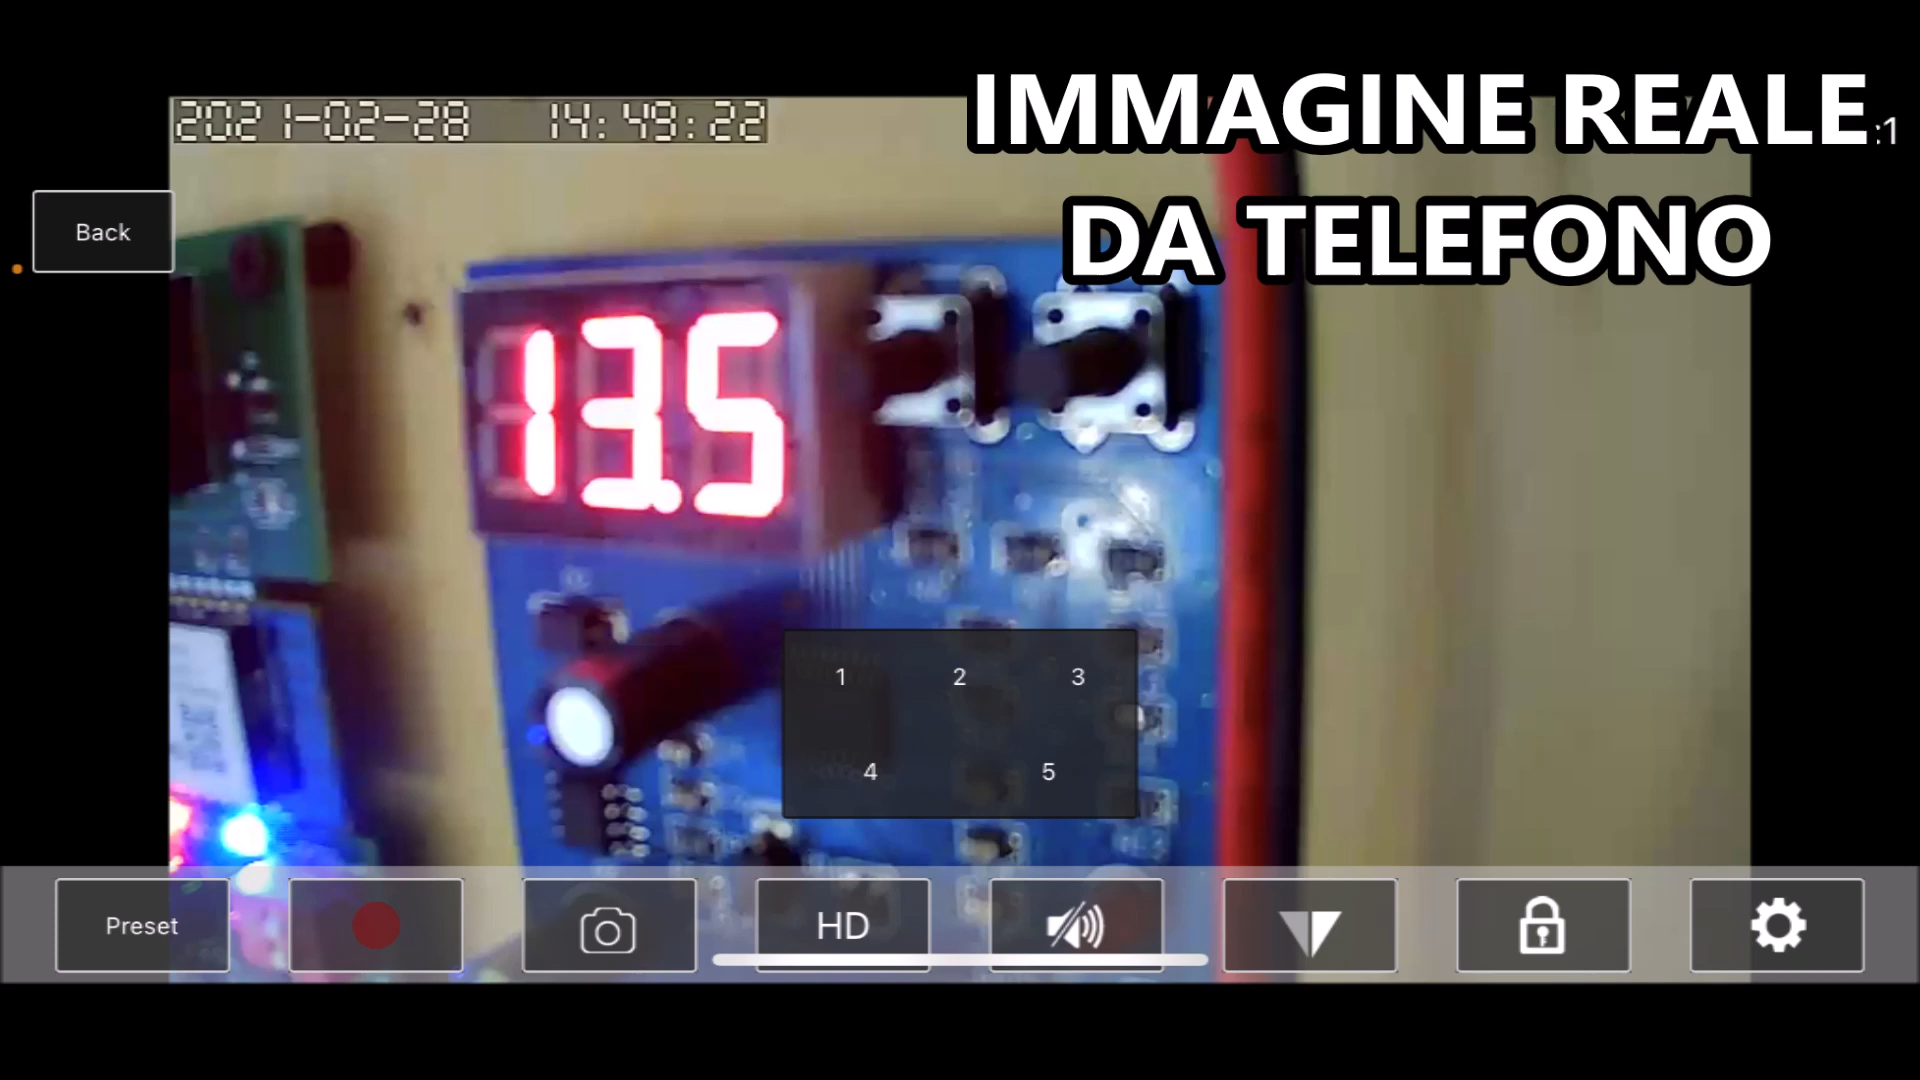 2021-02-28 14:49:22
IMMAGINE REALE
:1
DA TELEFONO
Back
13.5
1 2 3
4 5
Preset
HD